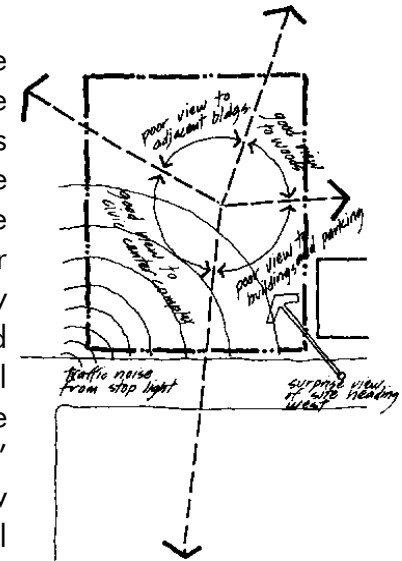 poor view to
adjacent bldgs
good view
to woods
good view to
civic center complex
poor view to
buildings and parking
traffic noise
from stop light
surprise view
of site heading
west
e
e
s
e
e
r
y
d
l
e
,
y
l